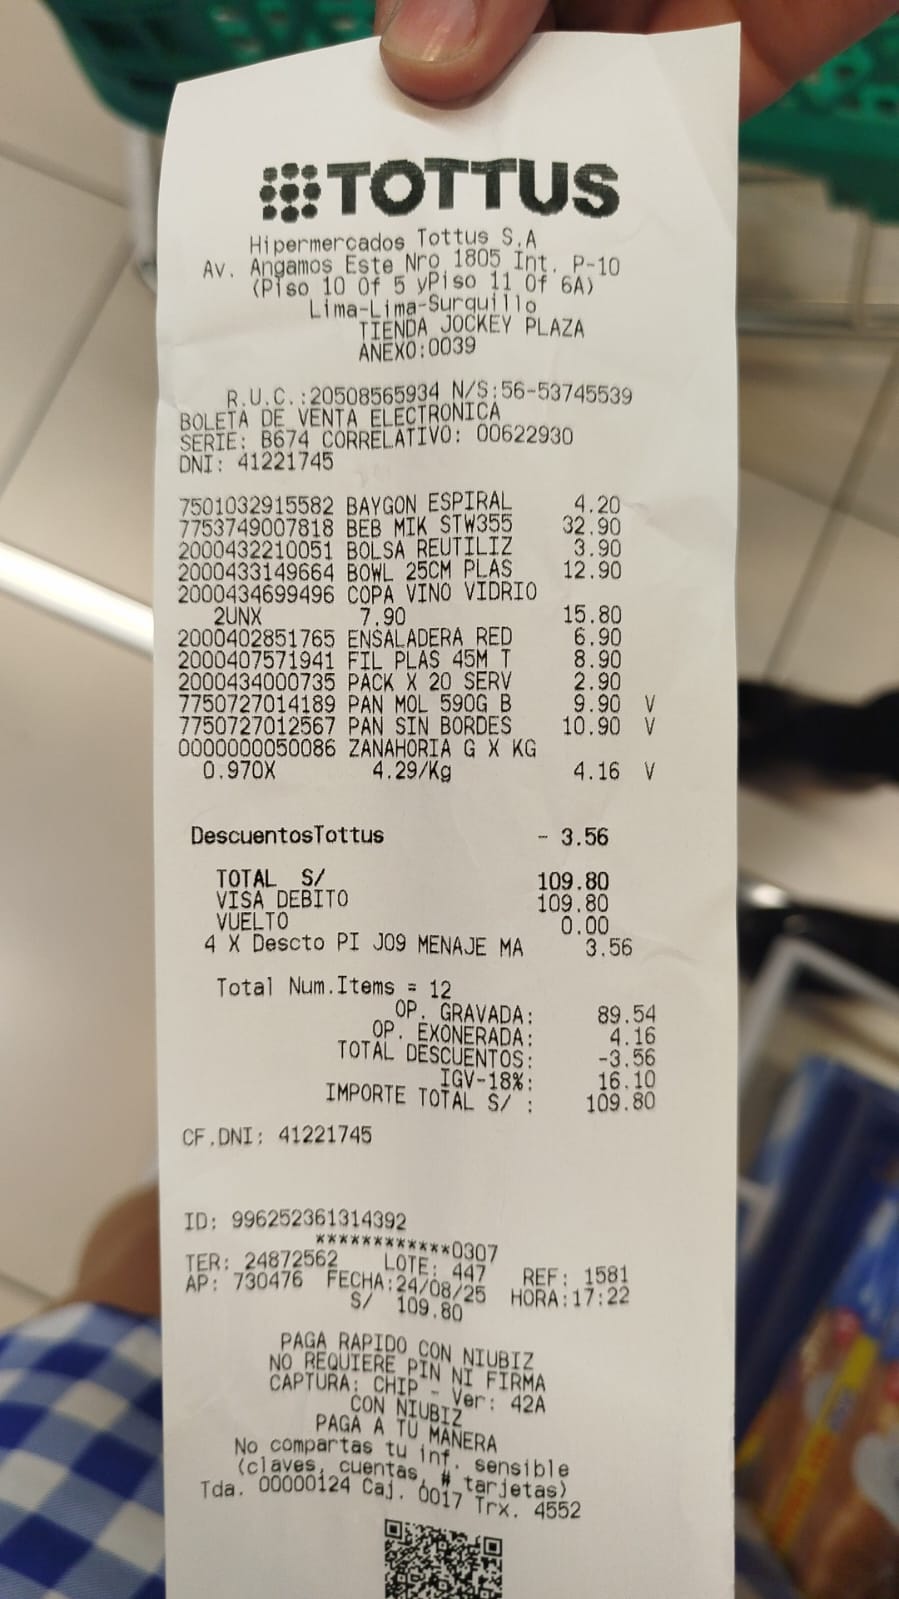 TOTTUS
Hipermercados Tottus S.A
Av. Angamos Este Nro 1805 Int. P-10
(Piso 10 Of 5 yPiso 11 Of 6A)
Lima-Lima-Surquillo
TIENDA JOCKEY PLAZA
ANEXO:0039
R.U.C.:20508565934 N/S:56-53745539
BOLETA DE VENTA ELECTRONICA
SERIE: B674 CORRELATIVO: 00622930
DNI: 41221745
7501032915582 BAYGON ESPIRAL 4.20
7753749007818 BEB MIK STW355 32.90
2000432210051 BOLSA REUTILIZ 3.90
2000433149664 BOWL 25CM PLAS 12.90
2000434699496 COPA VINO VIDRIO
2UNX 7.90 15.80
2000402851765 ENSALADERA RED 6.90
2000407571941 FIL PLAS 45M T 8.90
2000434000735 PACK X 20 SERV 2.90
7750727014189 PAN MOL 590G B 9.90 V
7750727012567 PAN SIN BORDES 10.90 V
0000000050086 ZANAHORIA G X KG
0.970X 4.29/Kg 4.16 V
DescuentosTottus - 3.56
TOTAL S/ 109.80
VISA DEBITO 109.80
VUELTO 0.00
4 X Descto PI J09 MENAJE MA 3.56
Total Num.Items = 12
OP. GRAVADA: 89.54
OP. EXONERADA: 4.16
TOTAL DESCUENTOS: -3.56
IGV-18%: 16.10
IMPORTE TOTAL S/ : 109.80
CF.DNI: 41221745
ID: 996252361314392
************0307
TER: 24872562 LOTE: 447 REF: 1581
AP: 730476 FECHA:24/08/25 HORA:17:22
S/ 109.80
PAGA RAPIDO CON NIUBIZ
NO REQUIERE PIN NI FIRMA
CAPTURA: CHIP - Ver: 42A
CON NIUBIZ
PAGA A TU MANERA
No compartas tu inf. sensible
(claves, cuentas, # tarjetas)
Tda. 00000124 Caj. 0017 Trx. 4552